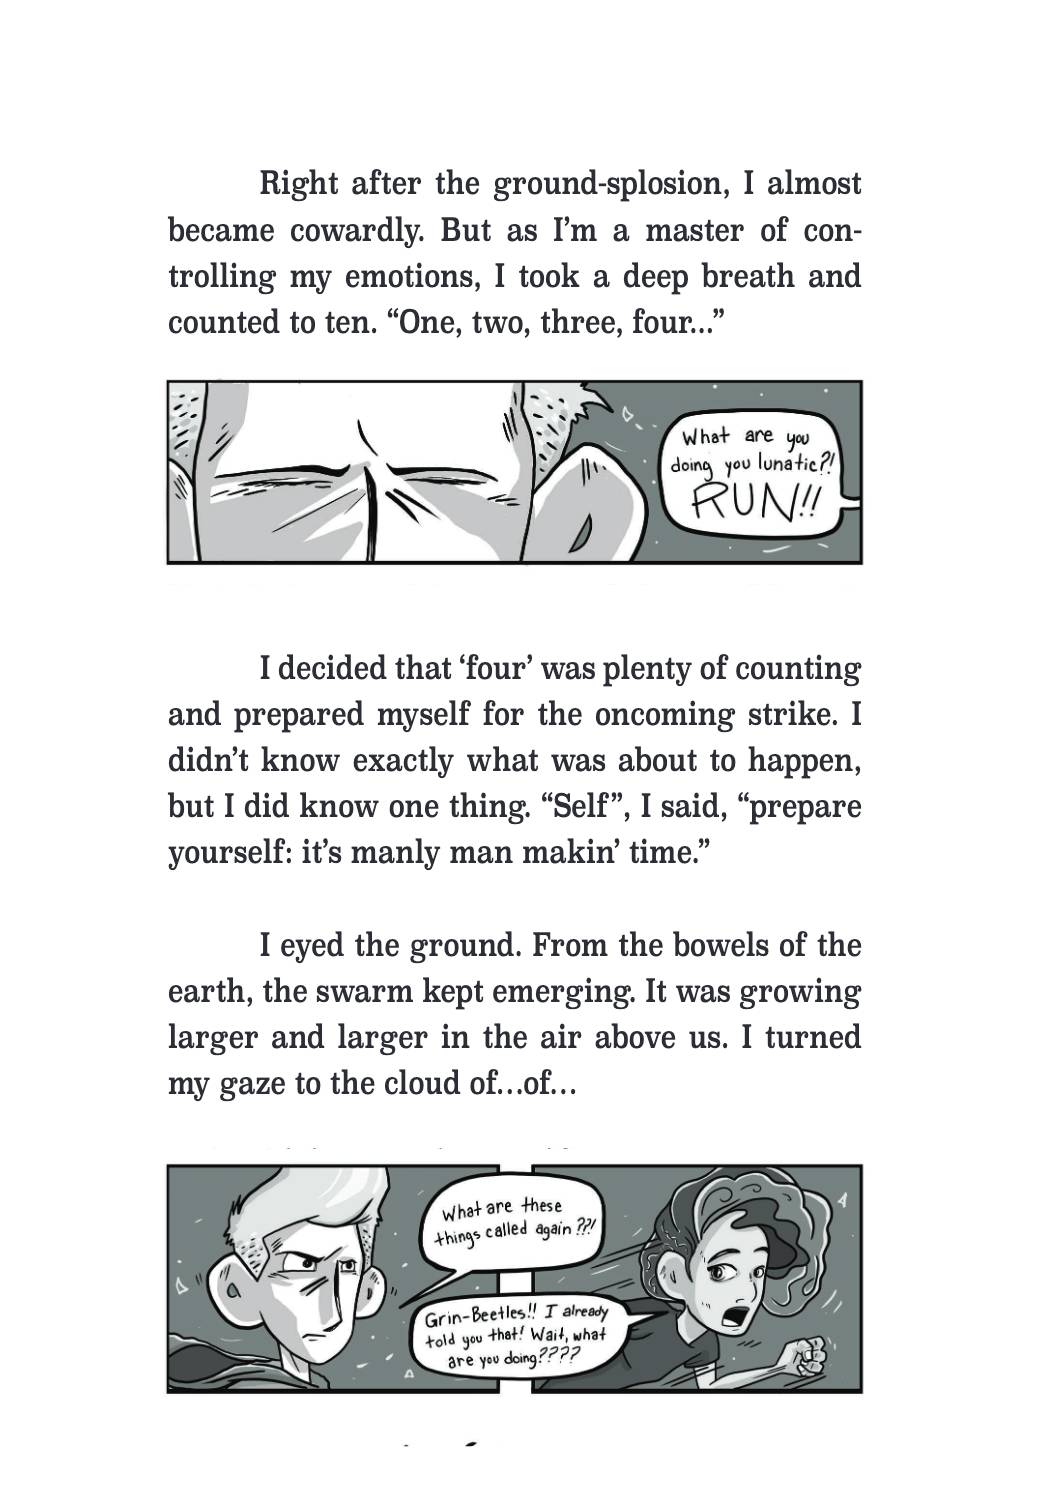 Right after the ground-splosion, I almost
became cowardly. But as I’m a master of con-
trolling my emotions, I took a deep breath and
counted to ten. “One, two, three, four...”
What are you
doing you lunatic?!
RUN!!
I decided that ‘four’ was plenty of counting
and prepared myself for the oncoming strike. I
didn’t know exactly what was about to happen,
but I did know one thing. “Self”, I said, “prepare
yourself: it’s manly man makin’ time.”
I eyed the ground. From the bowels of the
earth, the swarm kept emerging. It was growing
larger and larger in the air above us. I turned
my gaze to the cloud of…of…
What are these
things called again ??!
Grin-Beetles!! I already
told you that! Wait, what
are you doing????